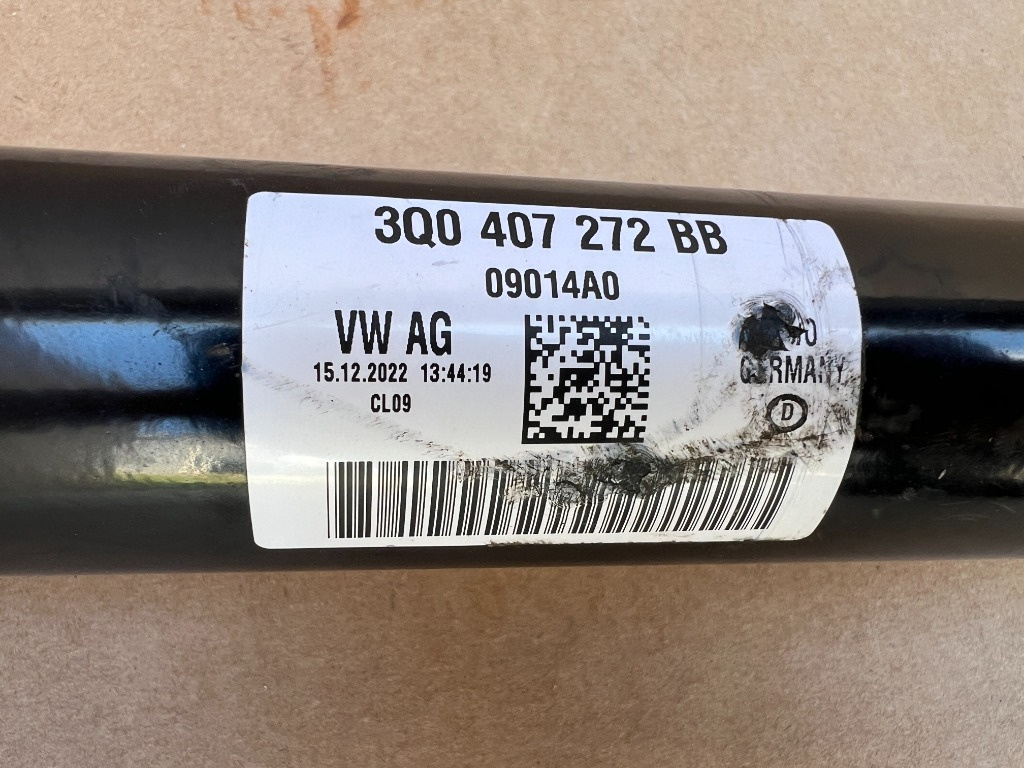 3Q0 407 272 BB
09014A0
VW AG
15.12.2022 13:44:19
CL09
GERMANY
D